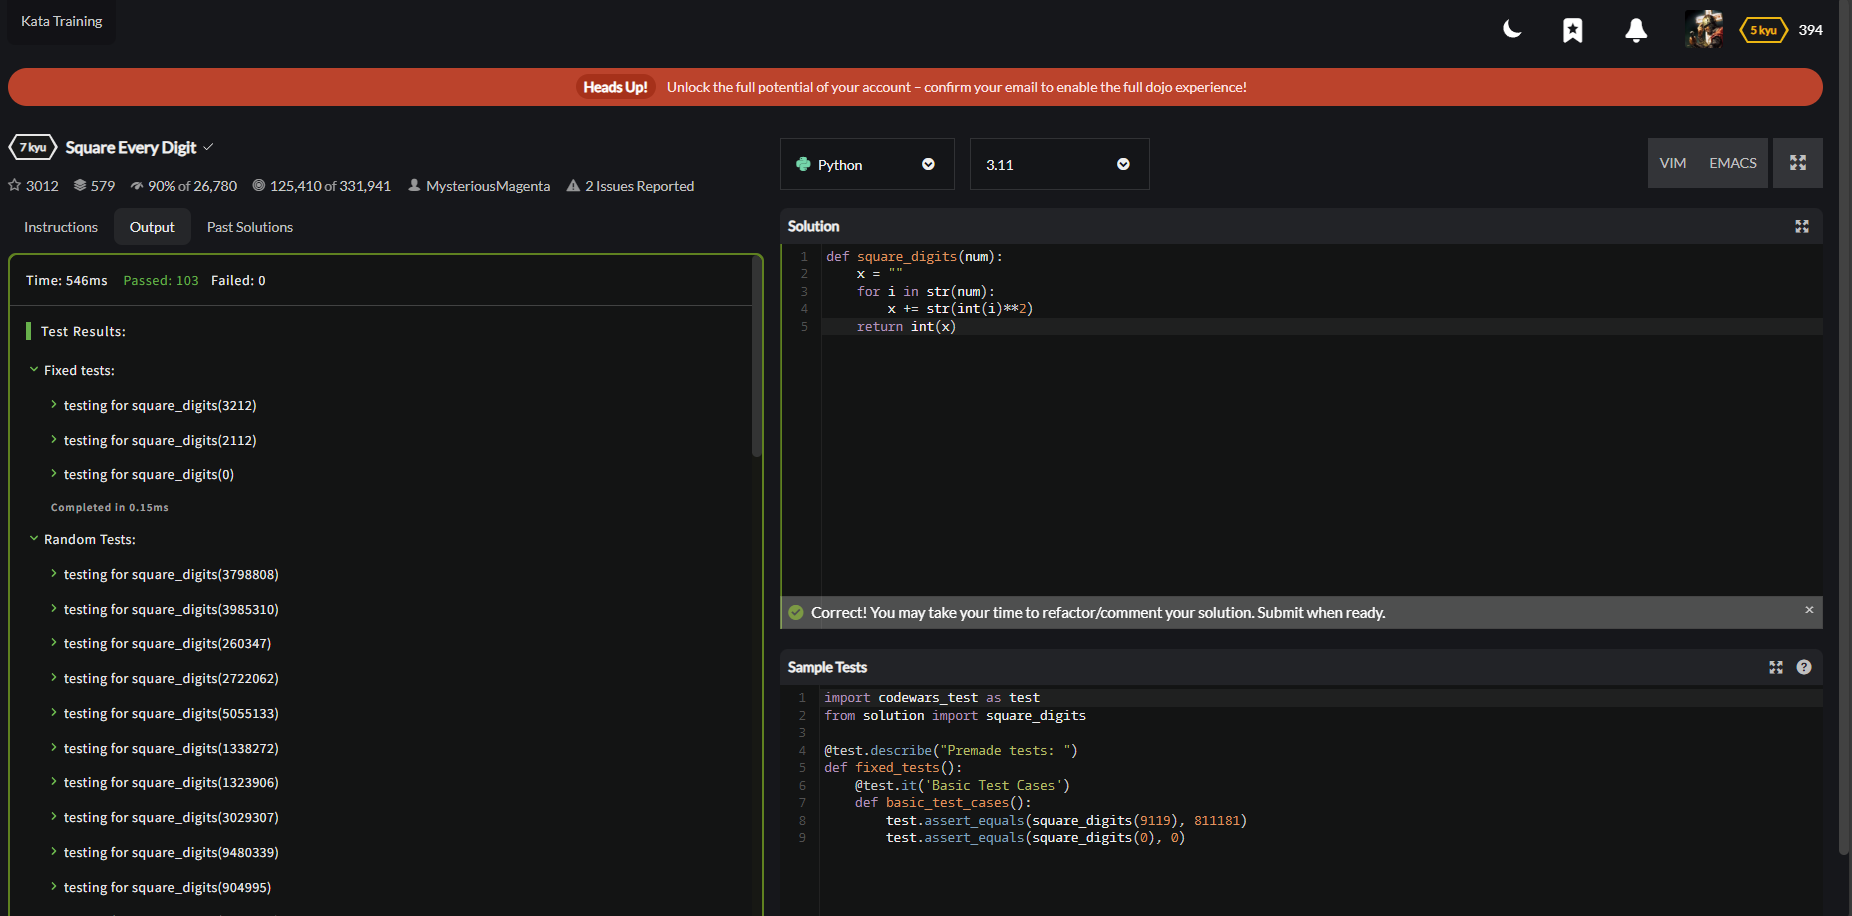 Kata Training
5 kyu 394
Heads Up! Unlock the full potential of your account – confirm your email to enable the full dojo experience!
7 kyu Square Every Digit
3012 579 90% of 26,780 125,410 of 331,941 MysteriousMagenta 2 Issues Reported
Instructions Output Past Solutions
Time: 546ms Passed: 103 Failed: 0
Test Results:
Fixed tests:
testing for square_digits(3212)
testing for square_digits(2112)
testing for square_digits(0)
Completed in 0.15ms
Random Tests:
testing for square_digits(3798808)
testing for square_digits(3985310)
testing for square_digits(260347)
testing for square_digits(2722062)
testing for square_digits(5055133)
testing for square_digits(1338272)
testing for square_digits(1323906)
testing for square_digits(3029307)
testing for square_digits(9480339)
testing for square_digits(904995)
Python 3.11 VIM EMACS
Solution
1 def square_digits(num):
2     x = ""
3     for i in str(num):
4         x += str(int(i)**2)
5     return int(x)
Correct! You may take your time to refactor/comment your solution. Submit when ready. ×
Sample Tests ?
1 import codewars_test as test
2 from solution import square_digits
3
4 @test.describe("Premade tests: ")
5 def fixed_tests():
6     @test.it('Basic Test Cases')
7     def basic_test_cases():
8         test.assert_equals(square_digits(9119), 811181)
9         test.assert_equals(square_digits(0), 0)